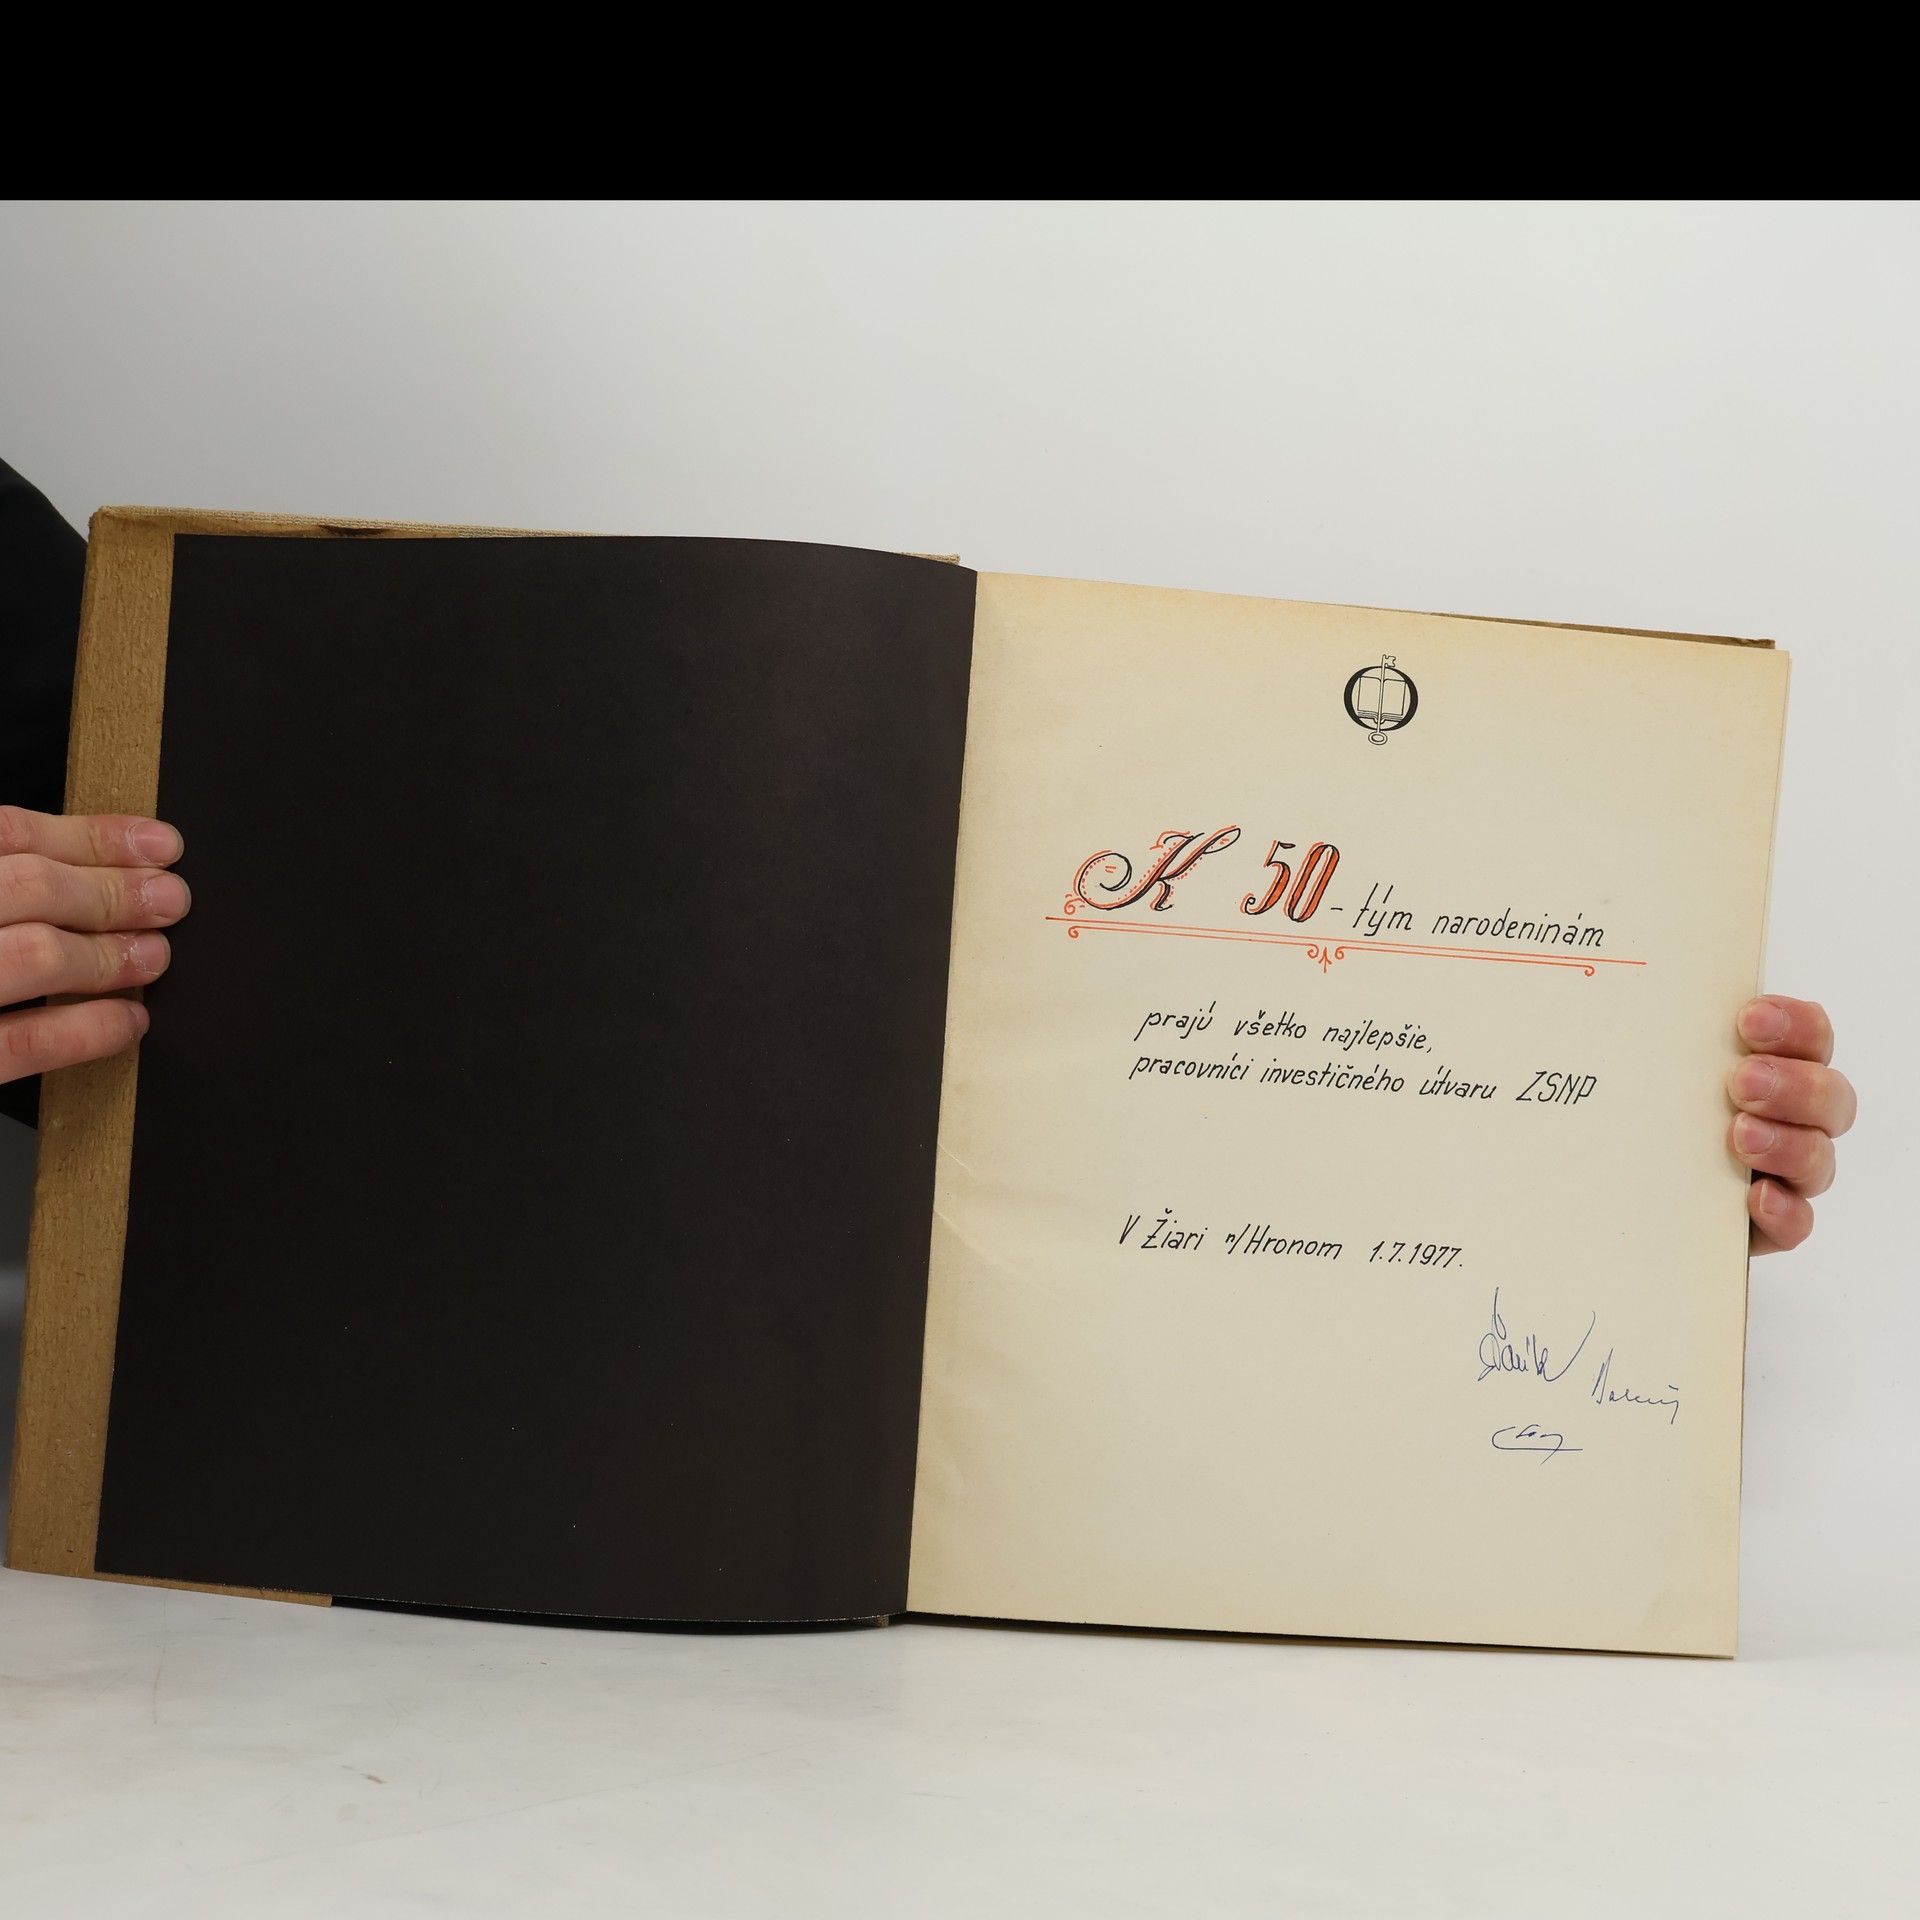 K 50-tým narodeninám
prajú všetko najlepšie,
pracovníci investičného útvaru ZSNP
V Žiari n/Hronom 1.7.1977.